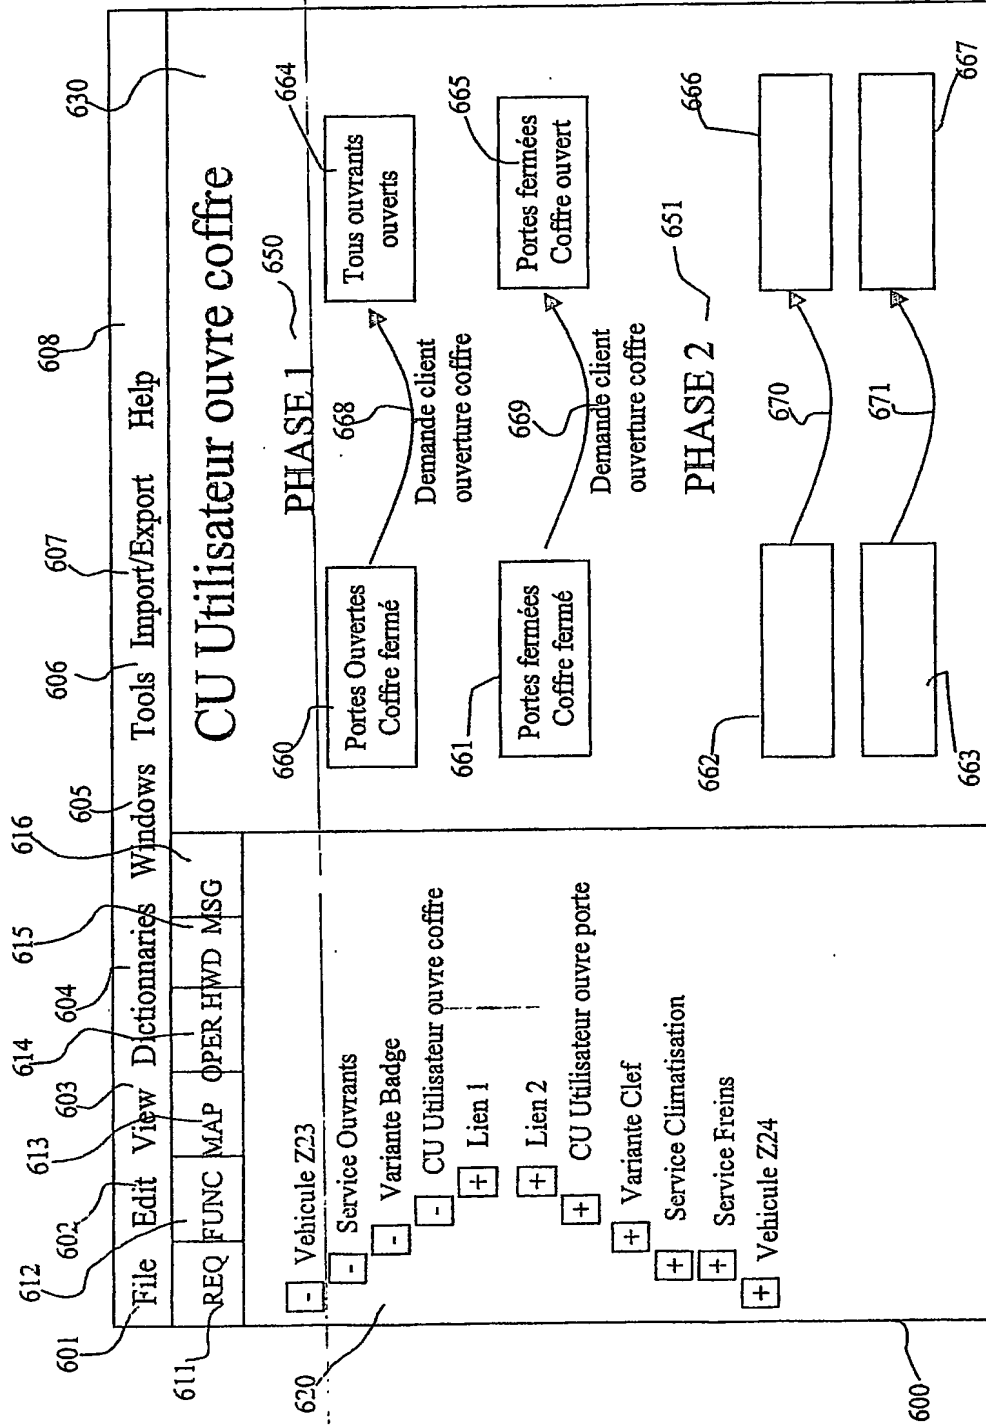 601 602 603 604 605 606 607 608
File Edit View Dictionnaries Windows Tools Import/Export Help
611 612 613 614 615 616
REQ FUNC MAP OPER HWD MSG
620
- Vehicule Z23
- Service Ouvrants
- Variante Badge
- CU Utilisateur ouvre coffre
+ Lien 1
+ Lien 2
+ CU Utilisateur ouvre porte
+ Variante Clef
+ Service Climatisation
+ Service Freins
+ Vehicule Z24
600
630
CU Utilisateur ouvre coffre
PHASE 1
650
660
Portes Ouvertes
Coffre fermé
668
Demande client
ouverture coffre
664
Tous ouvrants
ouverts
661
Portes fermées
Coffre fermé
669
Demande client
ouverture coffre
665
Portes fermées
Coffre ouvert
PHASE 2
651
662
670
666
663
671
667